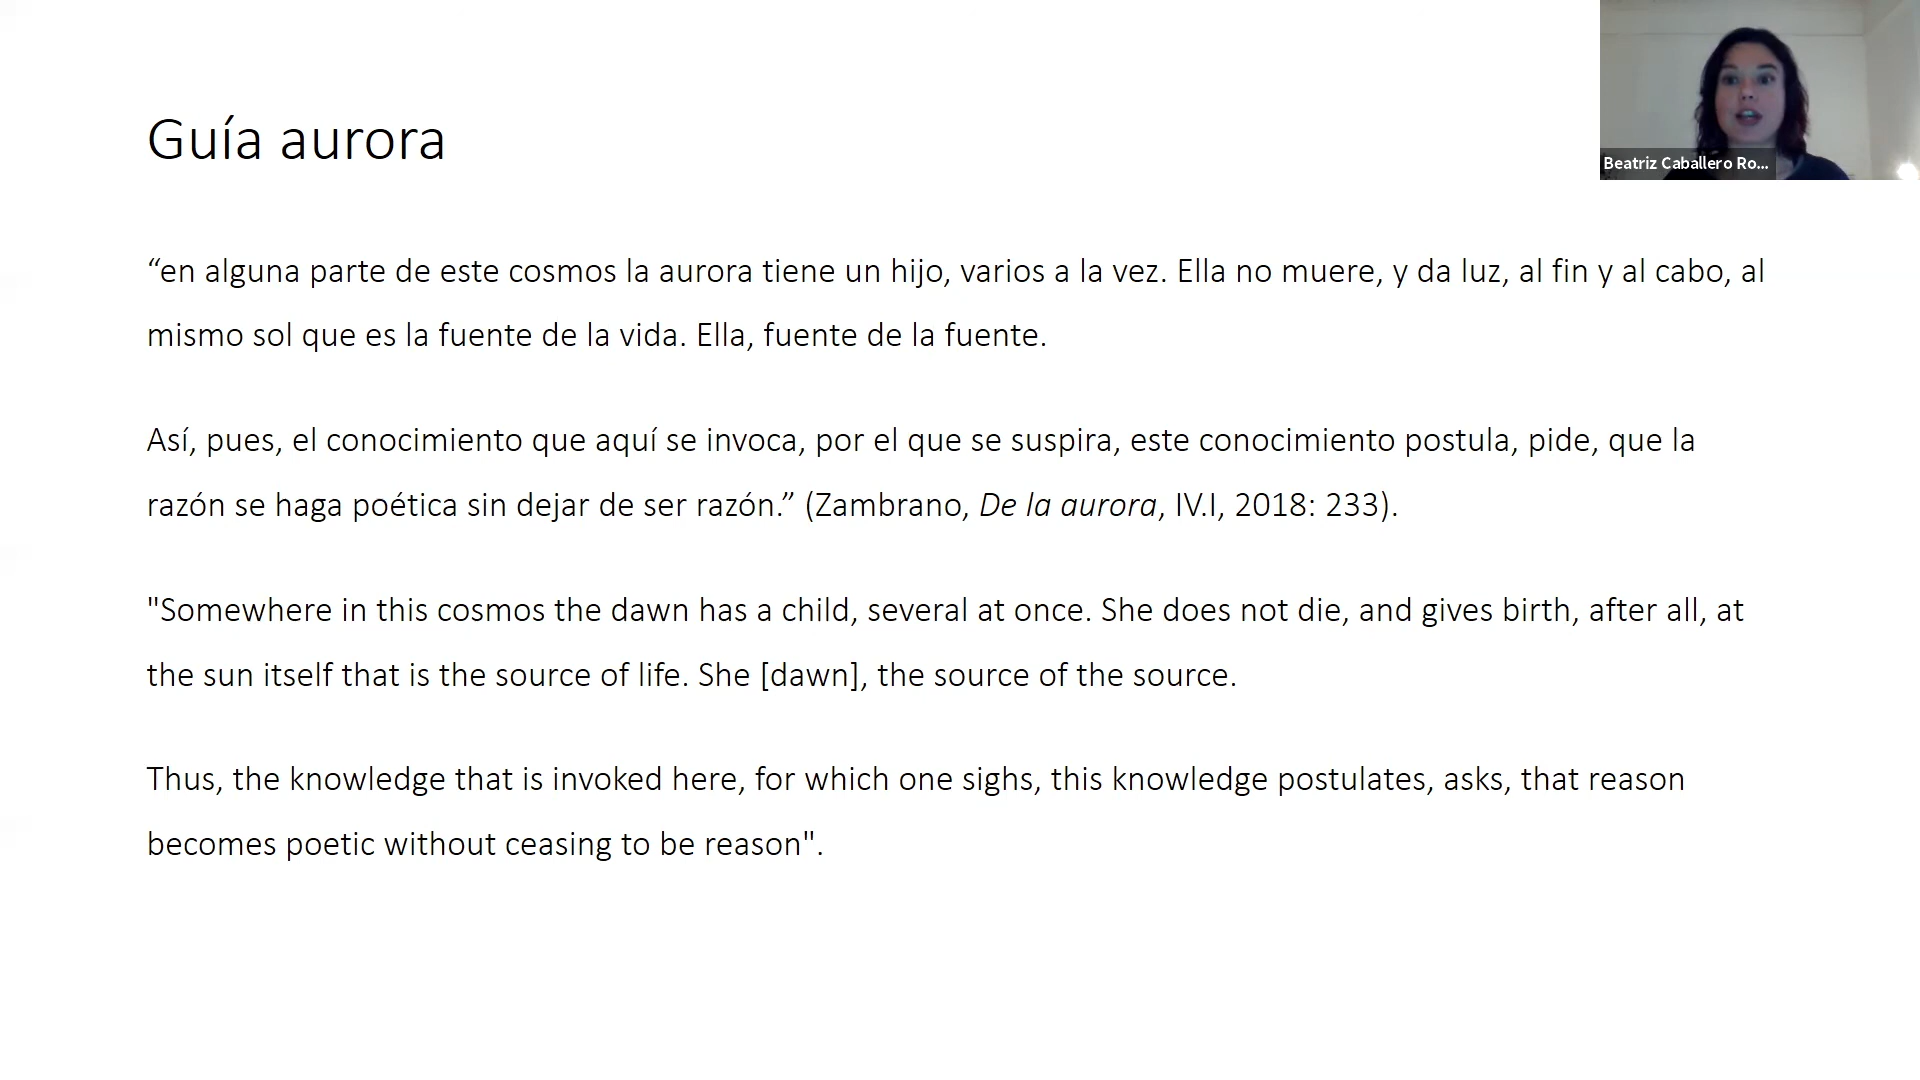 Guía aurora
Beatriz Caballero Ro...
“en alguna parte de este cosmos la aurora tiene un hijo, varios a la vez. Ella no muere, y da luz, al fin y al cabo, al
mismo sol que es la fuente de la vida. Ella, fuente de la fuente.
Así, pues, el conocimiento que aquí se invoca, por el que se suspira, este conocimiento postula, pide, que la
razón se haga poética sin dejar de ser razón.” (Zambrano, De la aurora, IV.I, 2018: 233).
"Somewhere in this cosmos the dawn has a child, several at once. She does not die, and gives birth, after all, at
the sun itself that is the source of life. She [dawn], the source of the source.
Thus, the knowledge that is invoked here, for which one sighs, this knowledge postulates, asks, that reason
becomes poetic without ceasing to be reason".